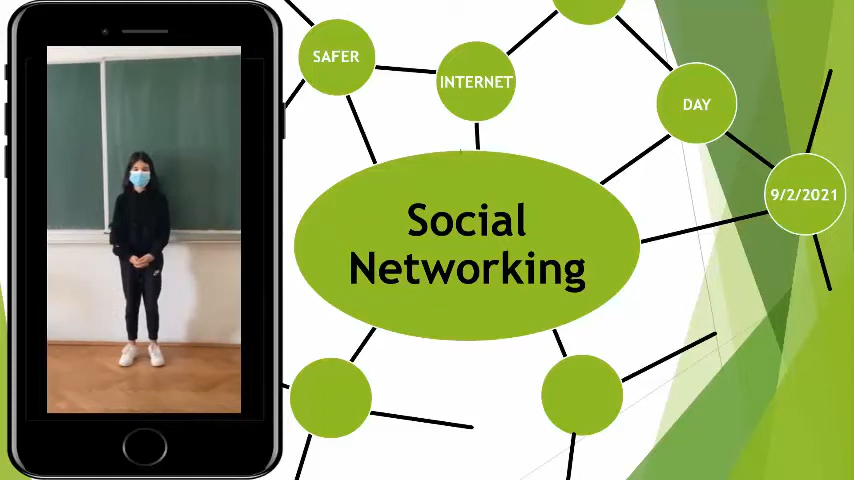 SAFER
INTERNET
DAY
9/2/2021
Social
Networking